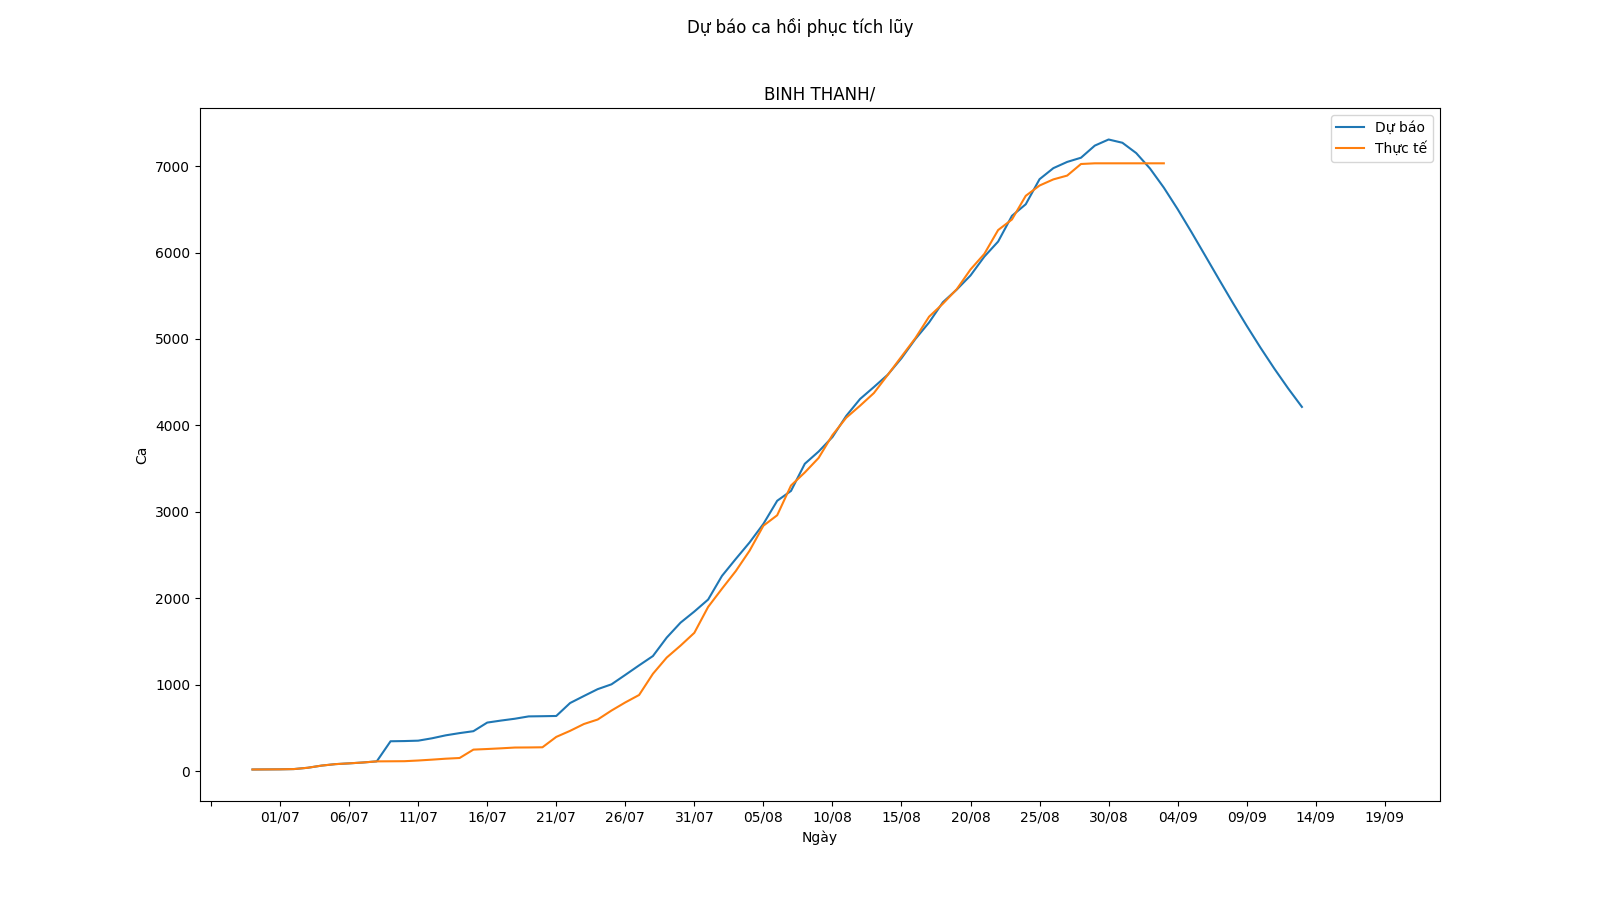 Dự báo ca hồi phục tích lũy
BINH THANH/
Dự báo
Thực tế
7000
6000
5000
4000
3000
2000
1000
0
Ca
01/07 06/07 11/07 16/07 21/07 26/07 31/07 05/08 10/08 15/08 20/08 25/08 30/08 04/09 09/09 14/09 19/09
Ngày